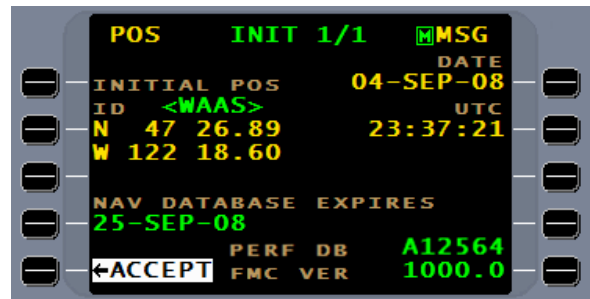 POS INIT 1/1 MMSG
DATE
INITIAL POS 04-SEP-08
ID <WAAS> UTC
N 47 26.89 23:37:21
W 122 18.60
NAV DATABASE EXPIRES
25-SEP-08
PERF DB A12564
←ACCEPT FMC VER 1000.0